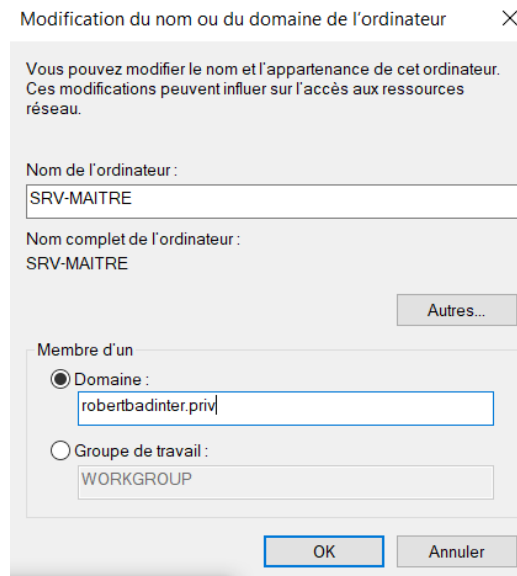 Modification du nom ou du domaine de l'ordinateur
Vous pouvez modifier le nom et l'appartenance de cet ordinateur.
Ces modifications peuvent influer sur l'accès aux ressources
réseau.
Nom de l'ordinateur :
SRV-MAITRE
Nom complet de l'ordinateur :
SRV-MAITRE
Autres...
Membre d'un
Domaine :
robertbadinter.priv
Groupe de travail :
WORKGROUP
OK
Annuler